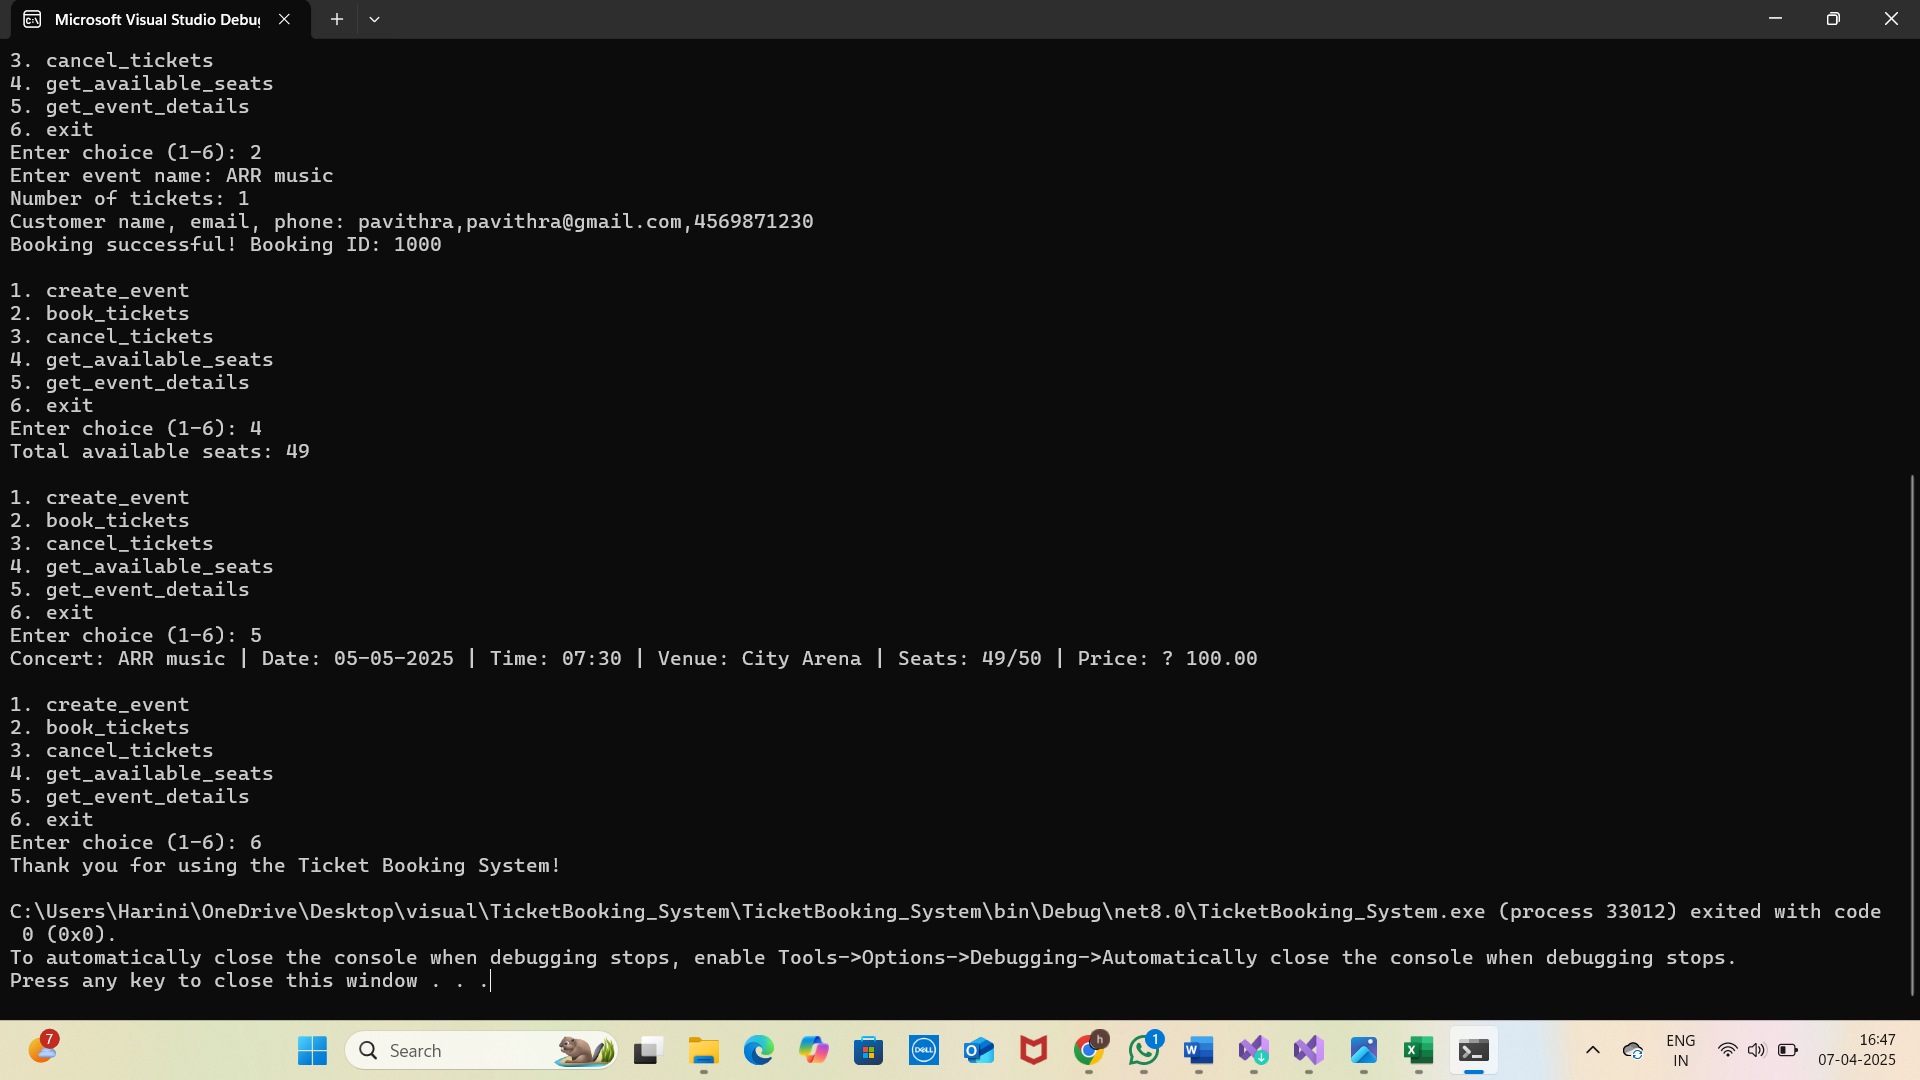 Microsoft Visual Studio Debu
3. cancel_tickets
4. get_available_seats
5. get_event_details
6. exit
Enter choice (1-6): 2
Enter event name: ARR music
Number of tickets: 1
Customer name, email, phone: pavithra,pavithra@gmail.com,4569871230
Booking successful! Booking ID: 1000
1. create_event
2. book_tickets
3. cancel_tickets
4. get_available_seats
5. get_event_details
6. exit
Enter choice (1-6): 4
Total available seats: 49
1. create_event
2. book_tickets
3. cancel_tickets
4. get_available_seats
5. get_event_details
6. exit
Enter choice (1-6): 5
Concert: ARR music | Date: 05-05-2025 | Time: 07:30 | Venue: City Arena | Seats: 49/50 | Price: ? 100.00
1. create_event
2. book_tickets
3. cancel_tickets
4. get_available_seats
5. get_event_details
6. exit
Enter choice (1-6): 6
Thank you for using the Ticket Booking System!
C:\Users\Harini\OneDrive\Desktop\visual\TicketBooking_System\TicketBooking_System\bin\Debug\net8.0\TicketBooking_System.exe (process 33012) exited with code
0 (0x0).
To automatically close the console when debugging stops, enable Tools->Options->Debugging->Automatically close the console when debugging stops.
Press any key to close this window . . .
7
Search
DELL
h
1
ENG
IN
16:47
07-04-2025